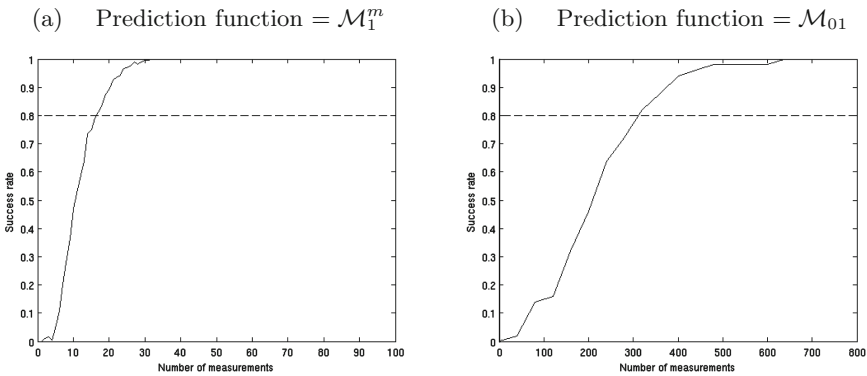 (a) Prediction function = M₁ᵐ
(b) Prediction function = M₀₁
Success rate
1
0.9
0.8
0.7
0.6
0.5
0.4
0.3
0.2
0.1
0
0 10 20 30 40 50 60 70 80 90 100
Number of measurements
Success rate
1
0.9
0.8
0.7
0.6
0.5
0.4
0.3
0.2
0.1
0
0 100 200 300 400 500 600 700 800
Number of measurements